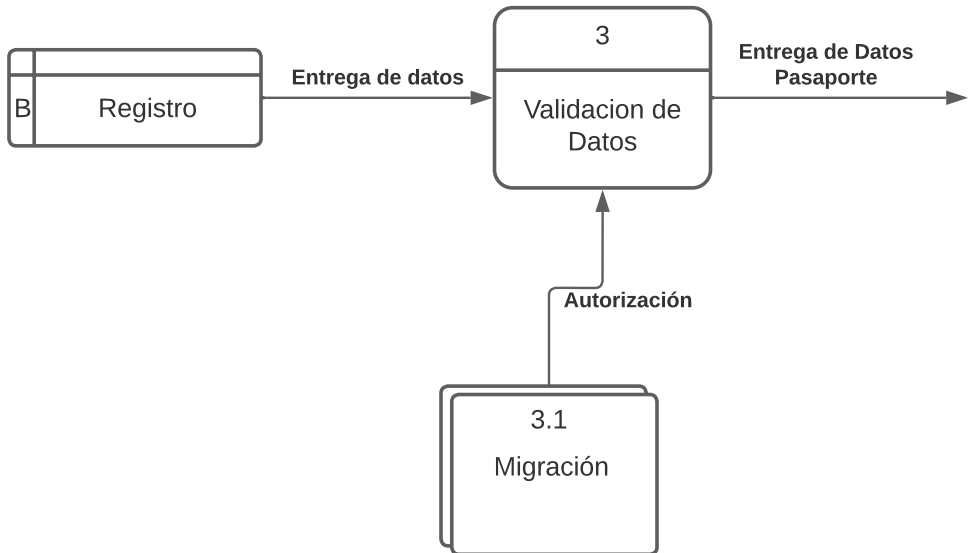 3
Entrega de Datos
Pasaporte
Entrega de datos
B
Registro
Validacion de
Datos
Autorización
3.1
Migración